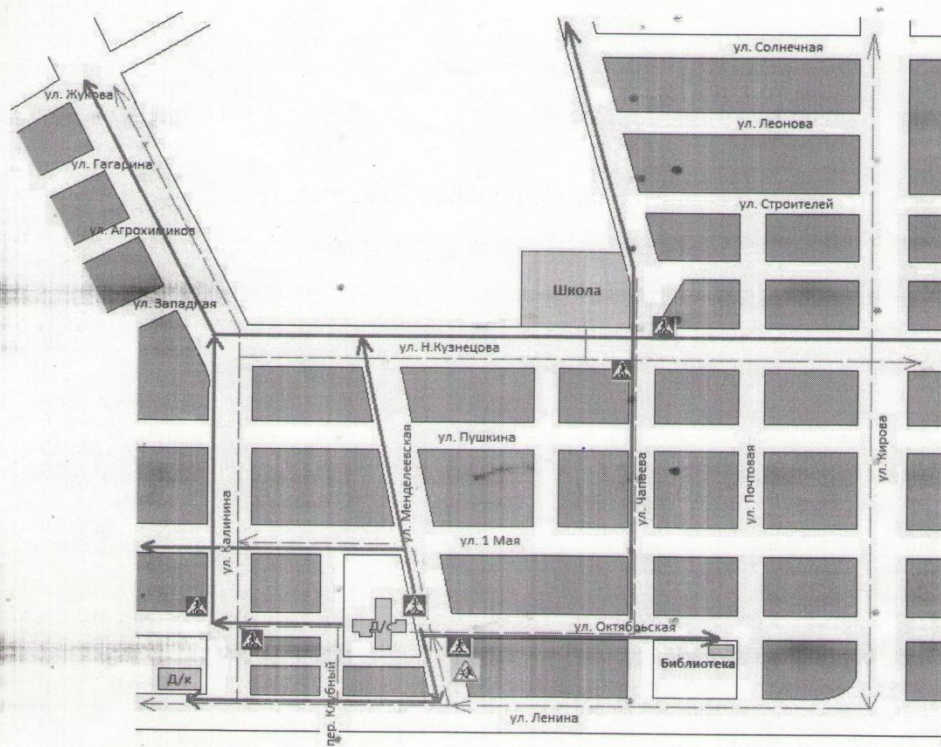 ул. Солнечная
ул. Жукова
ул. Леонова
ул. Гагарина
ул. Строителей
ул. Агрохимиков
Школа
ул. Западная
ул. Н.Кузнецова
ул. Пушкина
ул. Менделеевская
ул. Чапаева
ул. Почтовая
ул. Кирова
ул. Калинина
ул. 1 Мая
Д/с
ул. Октябрьская
Библиотека
Д/к
пер. Клубный
ул. Ленина